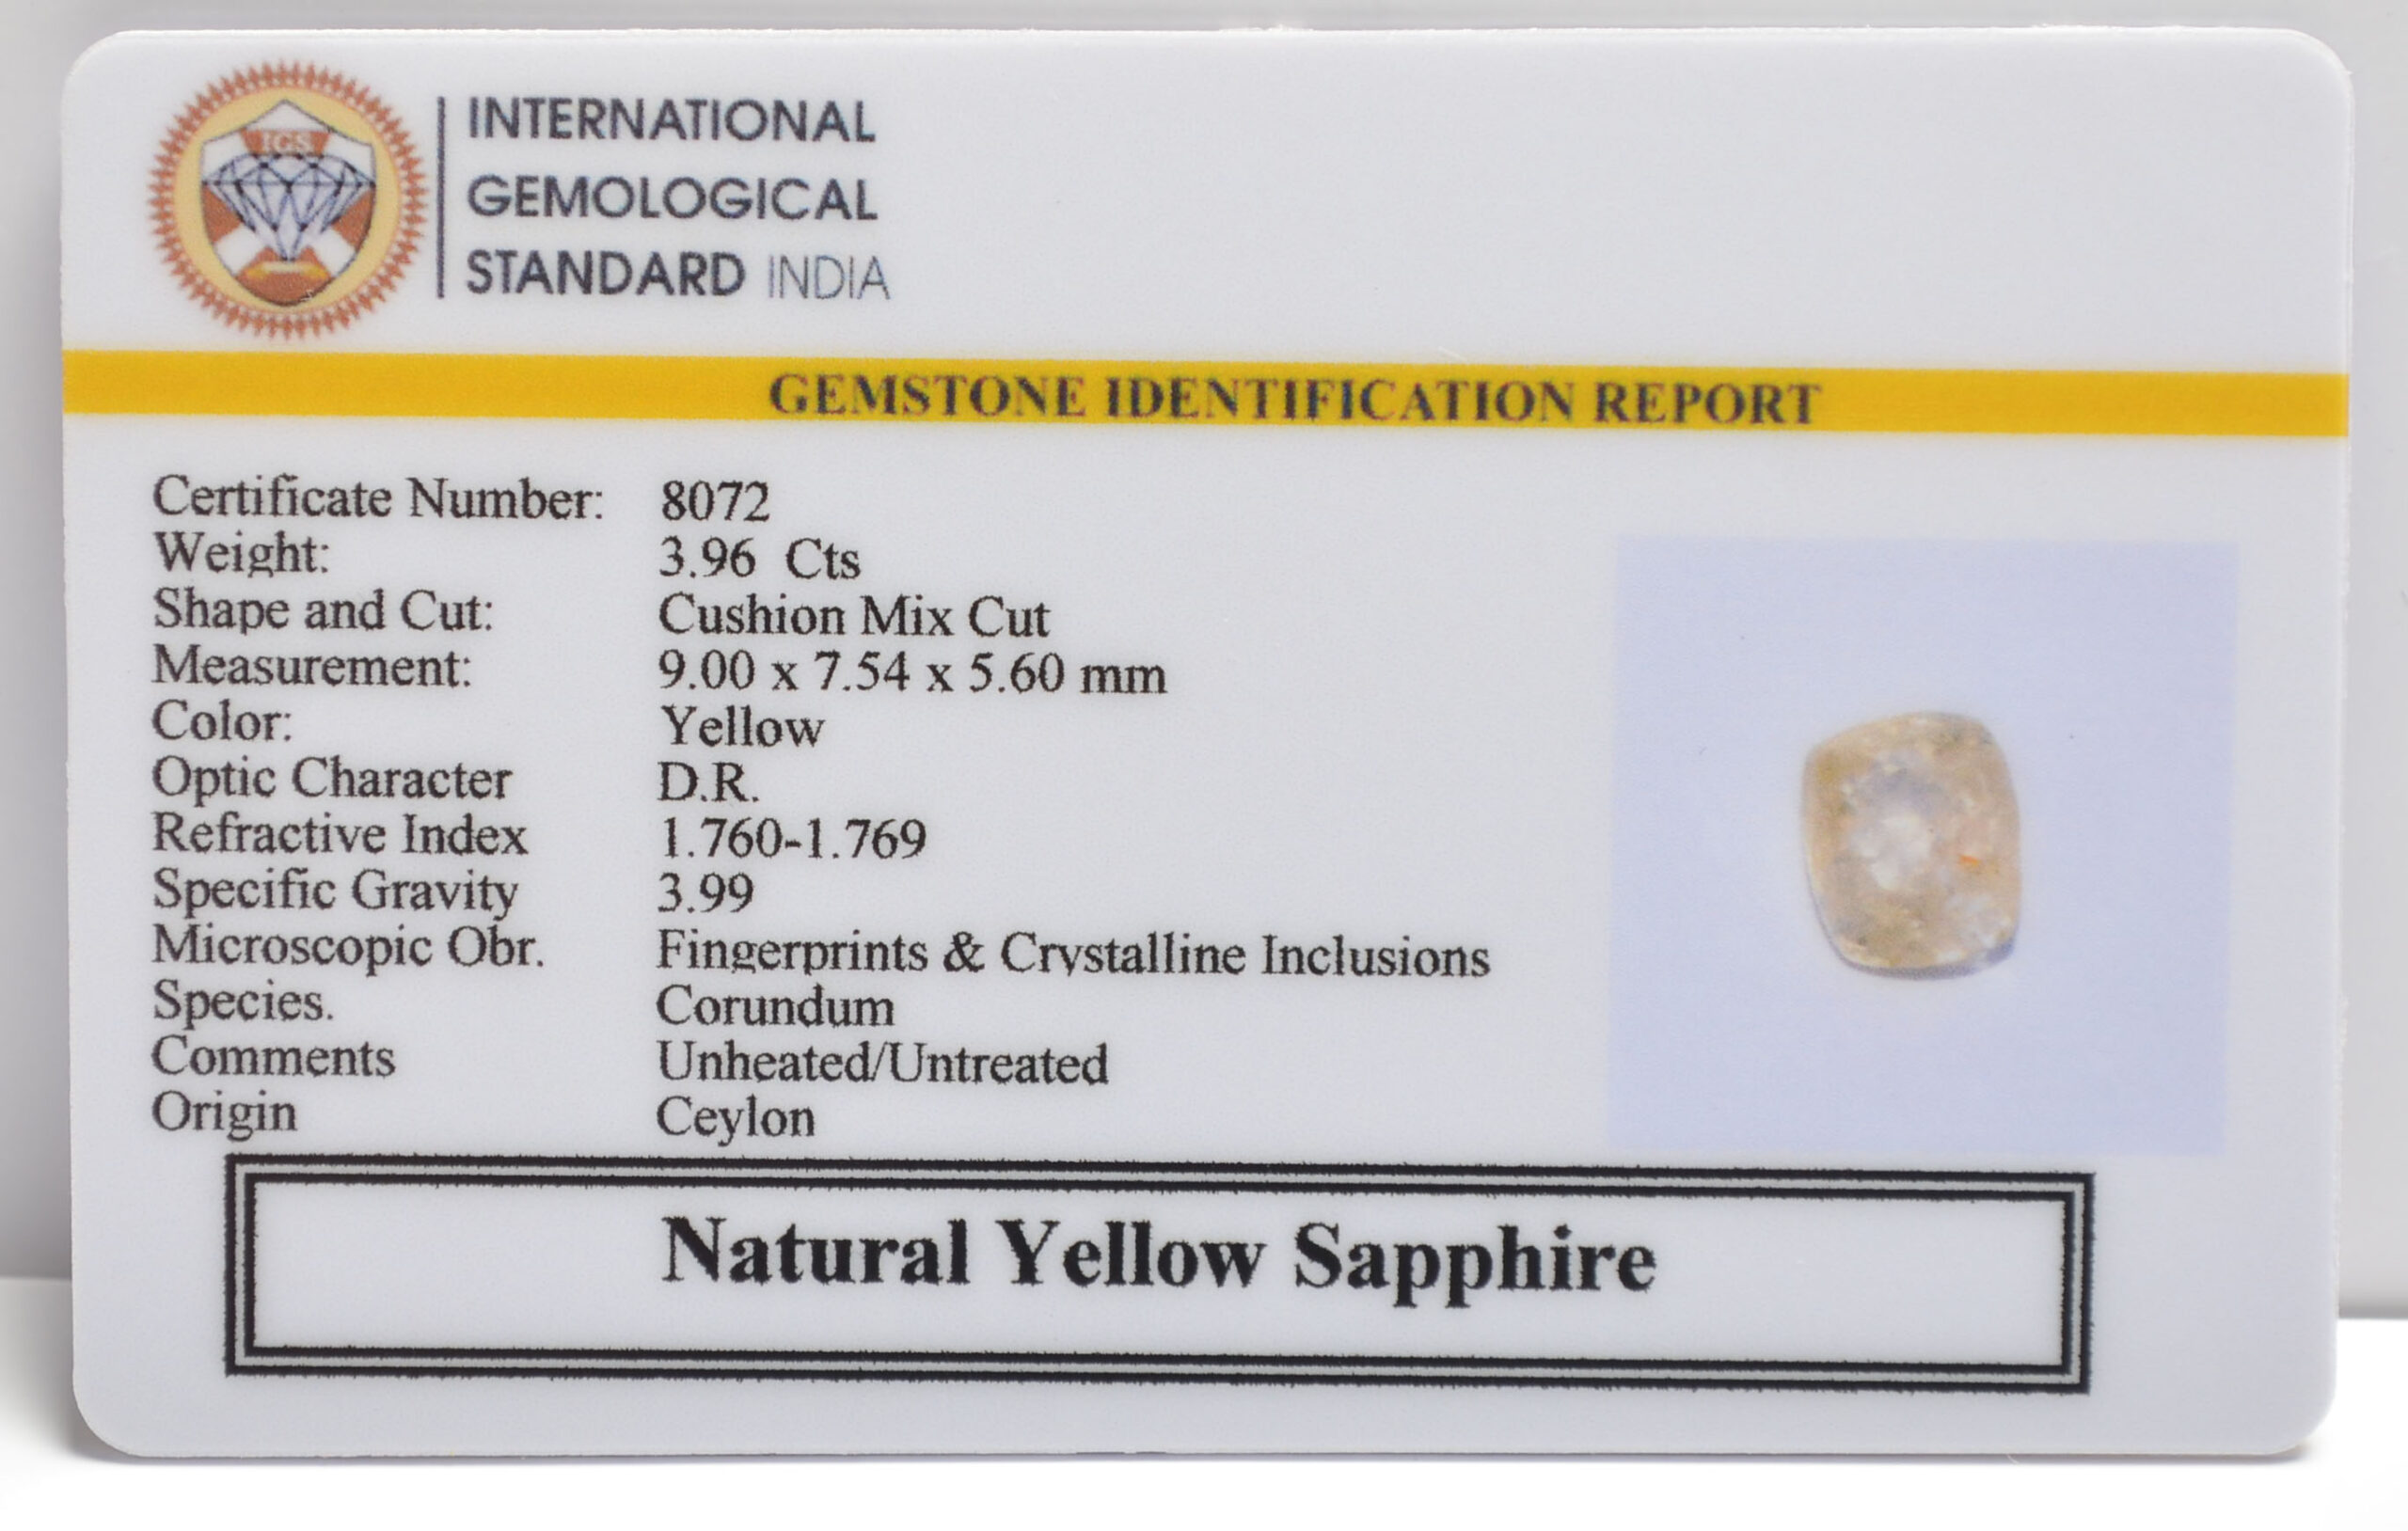 IGS
INTERNATIONAL
GEMOLOGICAL
STANDARD INDIA
GEMSTONE IDENTIFICATION REPORT
Certificate Number: 8072
Weight: 3.96 Cts
Shape and Cut: Cushion Mix Cut
Measurement: 9.00 x 7.54 x 5.60 mm
Color: Yellow
Optic Character D.R.
Refractive Index 1.760-1.769
Specific Gravity 3.99
Microscopic Obr. Fingerprints & Crystalline Inclusions
Species. Corundum
Comments Unheated/Untreated
Origin Ceylon
Natural Yellow Sapphire